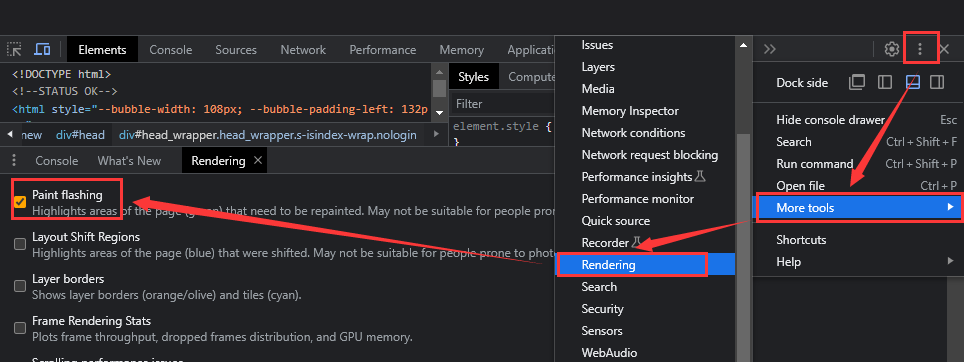 Elements Console Sources Network Performance Memory Application
<!DOCTYPE html>
<!--STATUS OK-->
<html style="--bubble-width: 108px; --bubble-padding-left: 132p
new div#head div#head_wrapper.head_wrapper.s-isindex-wrap.nologin
Styles Compute
Filter
element.style {
}
Console What's New Rendering
Paint flashing
Highlights areas of the page (green) that need to be repainted. May not be suitable for people pron
Layout Shift Regions
Highlights areas of the page (blue) that were shifted. May not be suitable for people prone to photo
Layer borders
Shows layer borders (orange/olive) and tiles (cyan).
Frame Rendering Stats
Plots frame throughput, dropped frames distribution, and GPU memory.
Scrolling performance issues
Issues
Layers
Media
Memory Inspector
Network conditions
Network request blocking
Performance insights
Performance monitor
Quick source
Recorder
Rendering
Search
Security
Sensors
WebAudio
Dock side
Hide console drawer Esc
Search Ctrl + Shift + F
Run command Ctrl + Shift + P
Open file Ctrl + P
More tools
Shortcuts
Help